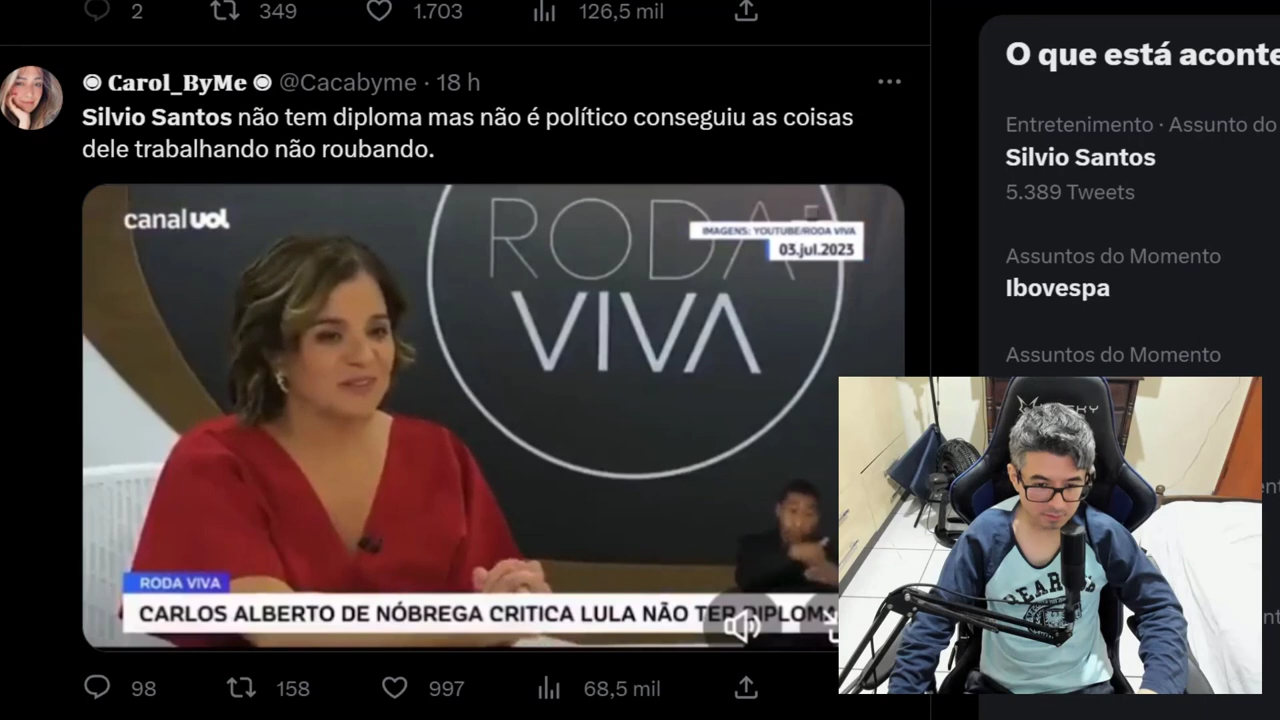 2 349 1.703 126,5 mil
Carol_ByMe @Cacabyme · 18 h
Silvio Santos não tem diploma mas não é político conseguiu as coisas
dele trabalhando não roubando.
canal uol
RODA
VIVA
IMAGENS: YOUTUBE/RODA VIVA
03.jul.2023
RODA VIVA
CARLOS ALBERTO DE NÓBREGA CRITICA LULA NÃO TER DIPLOMA
98 158 997 68,5 mil
O que está aconte
Entretenimento · Assunto do
Silvio Santos
5.389 Tweets
Assuntos do Momento
Ibovespa
Assuntos do Momento